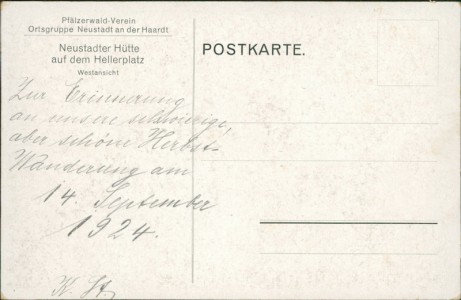 Pfälzerwald-Verein
Ortsgruppe Neustadt an der Haardt
Neustadter Hütte
auf dem Hellerplatz
Westansicht
POSTKARTE.
Zur Erinnerung
an unsere schwierige,
aber schöne Herbst-
Wanderung am
14. September
1924.
K. St.